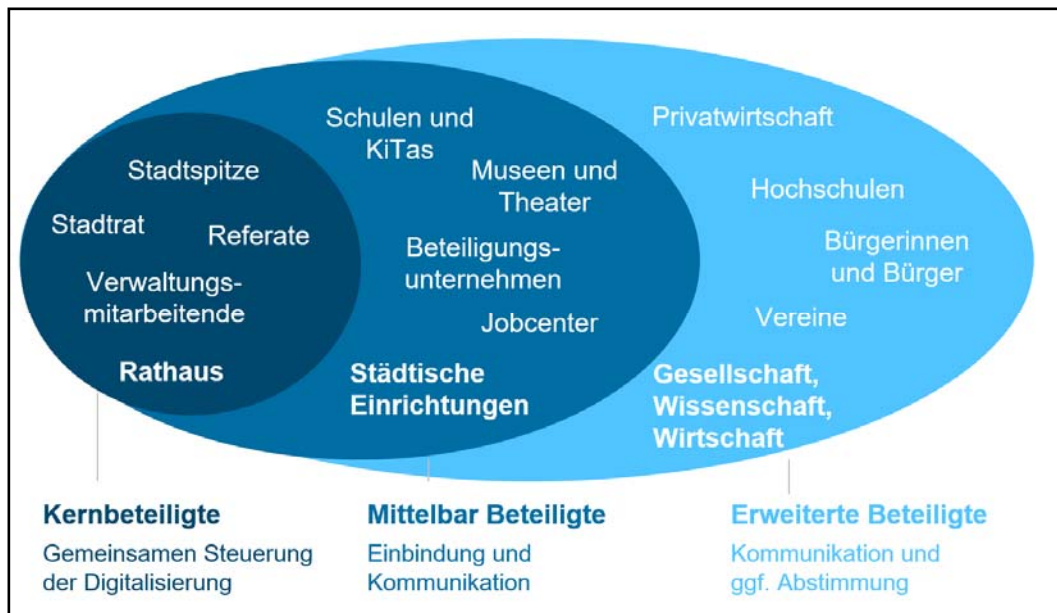 Stadtspitze
Stadtrat
Referate
Verwaltungs-
mitarbeitende
Rathaus
Schulen und
KiTas
Museen und
Theater
Beteiligungs-
unternehmen
Jobcenter
Städtische
Einrichtungen
Privatwirtschaft
Hochschulen
Bürgerinnen
und Bürger
Vereine
Gesellschaft,
Wissenschaft,
Wirtschaft
Kernbeteiligte
Gemeinsamen Steuerung
der Digitalisierung
Mittelbar Beteiligte
Einbindung und
Kommunikation
Erweiterte Beteiligte
Kommunikation und
ggf. Abstimmung